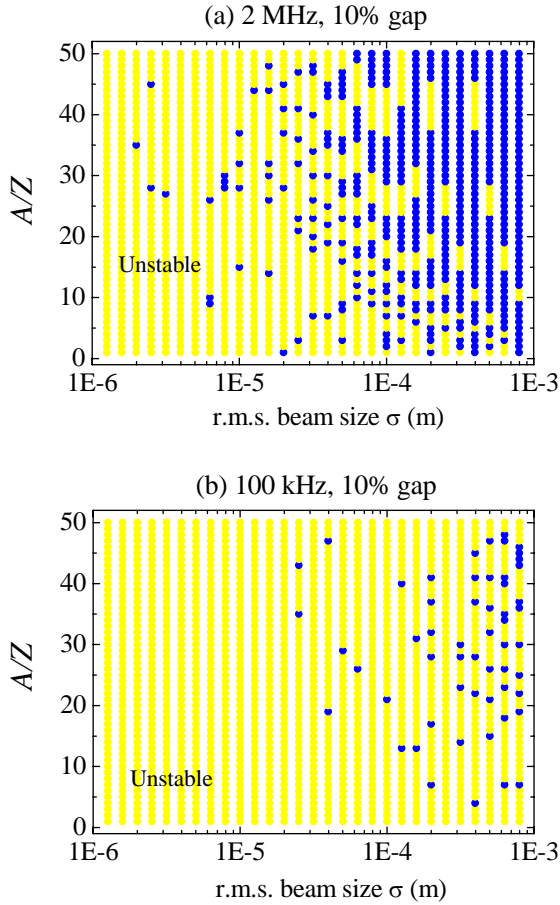 (a) 2 MHz, 10% gap
50
40
30
20
10
0
A/Z
Unstable
1E-6 1E-5 1E-4 1E-3
r.m.s. beam size σ (m)
(b) 100 kHz, 10% gap
50
40
30
20
10
0
A/Z
Unstable
1E-6 1E-5 1E-4 1E-3
r.m.s. beam size σ (m)